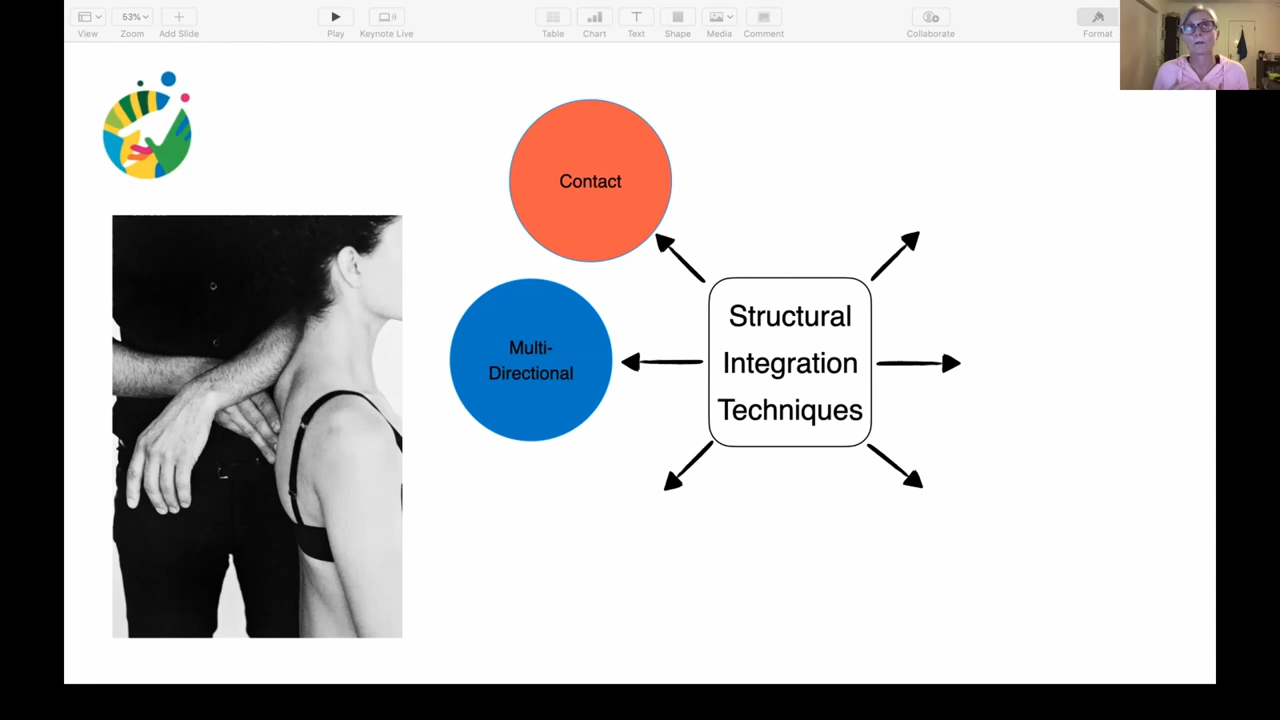 53%
View
Zoom
Add Slide
Play
Keynote Live
Table
Chart
Text
Shape
Media
Comment
Collaborate
Format
Contact
Multi-
Directional
Structural
Integration
Techniques